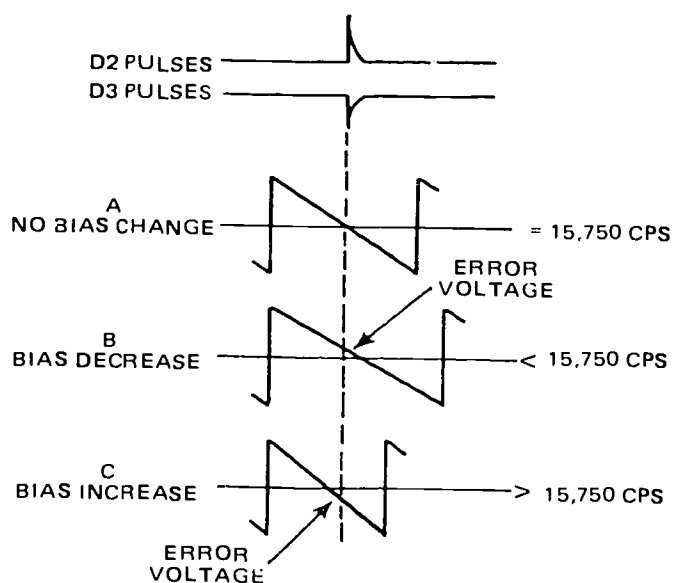 D2 PULSES
D3 PULSES
A
NO BIAS CHANGE
= 15,750 CPS
ERROR
VOLTAGE
B
BIAS DECREASE
< 15,750 CPS
C
BIAS INCREASE
> 15,750 CPS
ERROR
VOLTAGE